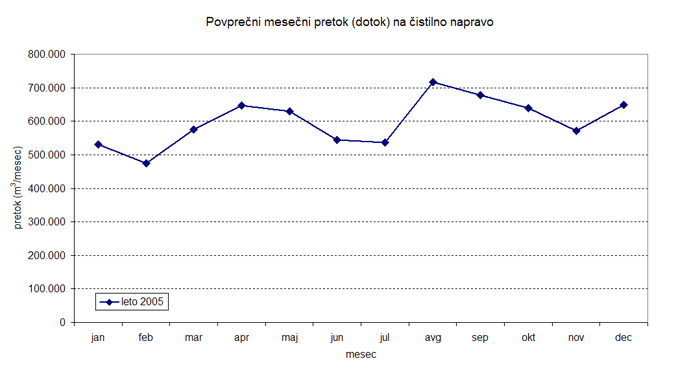 Povprečni mesečni pretok (dotok) na čistilno napravo
800.000
700.000
600.000
500.000
400.000
300.000
200.000
100.000
0
pretok (m³/mesec)
leto 2005
jan feb mar apr maj jun jul avg sep okt nov dec
mesec